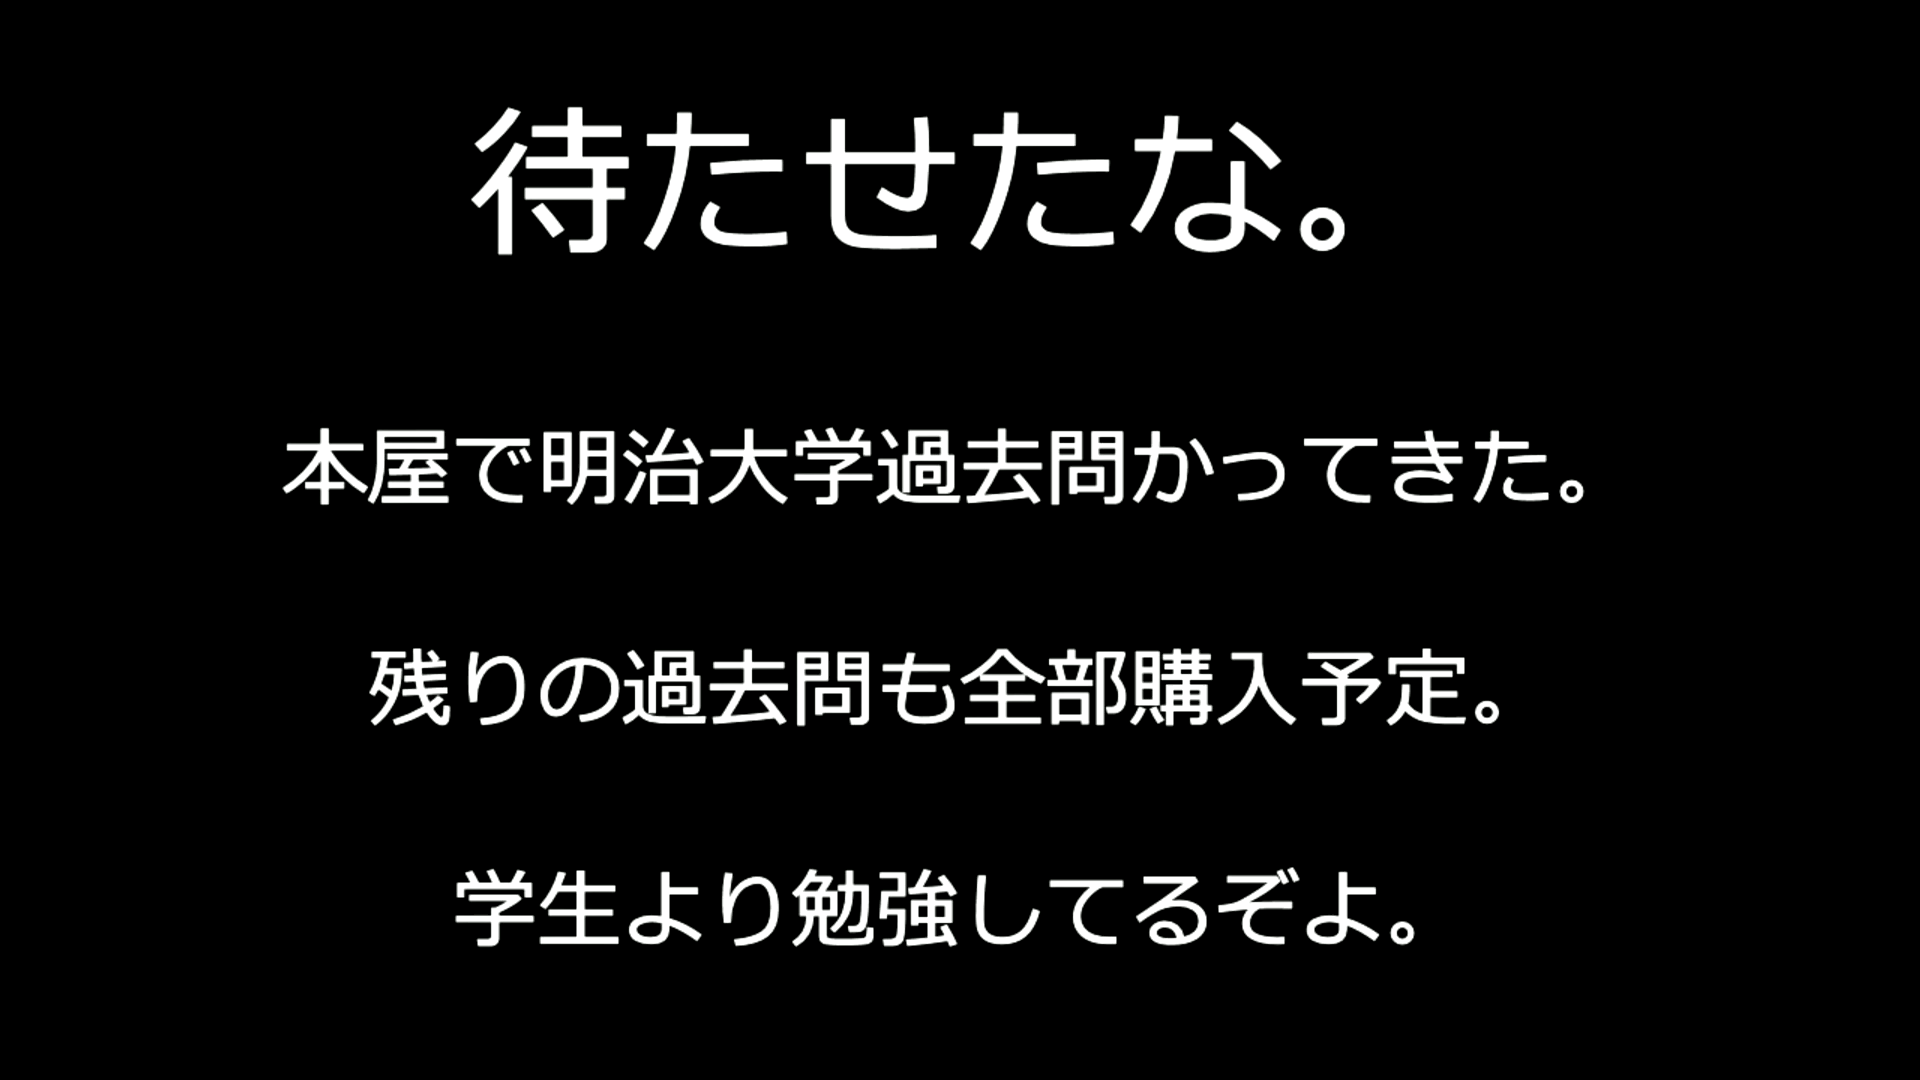 待たせたな。
本屋で明治大学過去問かってきた。
残りの過去問も全部購入予定。
学生より勉強してるぞよ。